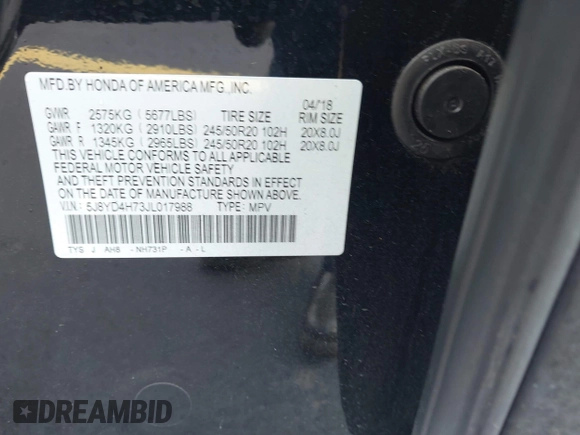 MFD.BY HONDA OF AMERICA MFG.,INC. 04/18
GVWR 2575KG (5677LBS) TIRE SIZE RIM SIZE
GAWR F 1320KG (2910LBS) 245/50R20 102H 20X8.0J
GAWR R 1345KG (2965LBS) 245/50R20 102H 20X8.0J
THIS VEHICLE CONFORMS TO ALL APPLICABLE
FEDERAL MOTOR VEHICLE SAFETY
AND THEFT PREVENTION STANDARDS IN EFFECT
ON THE DATE OF MANUFACTURE SHOWN ABOVE.
V.I.N.: 5J8YD4H73JL017988 TYPE: MPV
TYS J AH8 - NH731P - A - L
DREAMBID